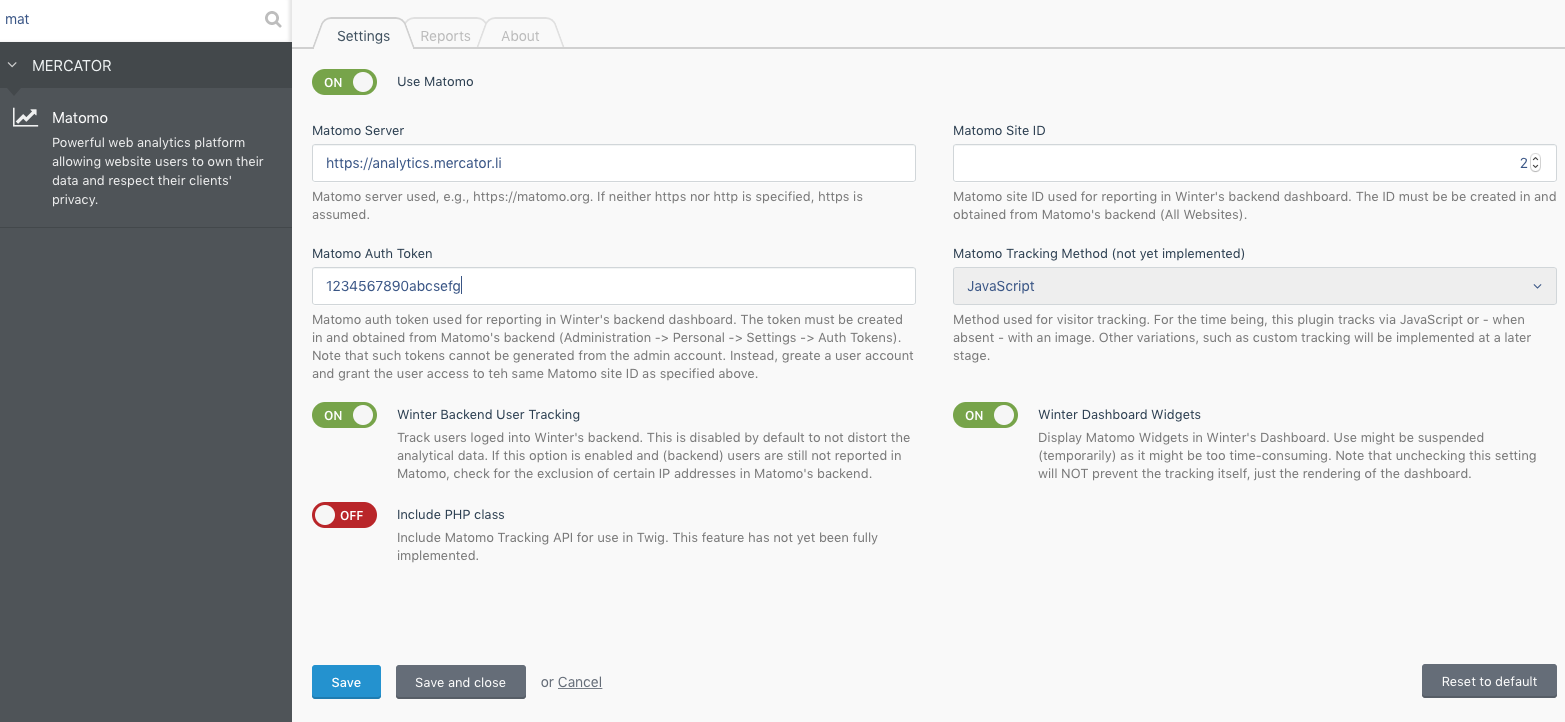 mat
MERCATOR
Matomo
Powerful web analytics platform
allowing website users to own their
data and respect their clients'
privacy.
Settings
Reports
About
ON
Use Matomo
Matomo Server
https://analytics.mercator.li
Matomo server used, e.g., https://matomo.org. If neither https nor http is specified, https is
assumed.
Matomo Site ID
2
Matomo site ID used for reporting in Winter's backend dashboard. The ID must be be created in and
obtained from Matomo's backend (All Websites).
Matomo Auth Token
1234567890abcsefg
Matomo auth token used for reporting in Winter's backend dashboard. The token must be created
in and obtained from Matomo's backend (Administration -> Personal -> Settings -> Auth Tokens).
Note that such tokens cannot be generated from the admin account. Instead, greate a user account
and grant the user access to teh same Matomo site ID as specified above.
Matomo Tracking Method (not yet implemented)
JavaScript
Method used for visitor tracking. For the time being, this plugin tracks via JavaScript or - when
absent - with an image. Other variations, such as custom tracking will be implemented at a later
stage.
ON
Winter Backend User Tracking
Track users loged into Winter's backend. This is disabled by default to not distort the
analytical data. If this option is enabled and (backend) users are still not reported in
Matomo, check for the exclusion of certain IP addresses in Matomo's backend.
ON
Winter Dashboard Widgets
Display Matomo Widgets in Winter's Dashboard. Use might be suspended
(temporarily) as it might be too time-consuming. Note that unchecking this setting
will NOT prevent the tracking itself, just the rendering of the dashboard.
OFF
Include PHP class
Include Matomo Tracking API for use in Twig. This feature has not yet been fully
implemented.
Save
Save and close
or Cancel
Reset to default